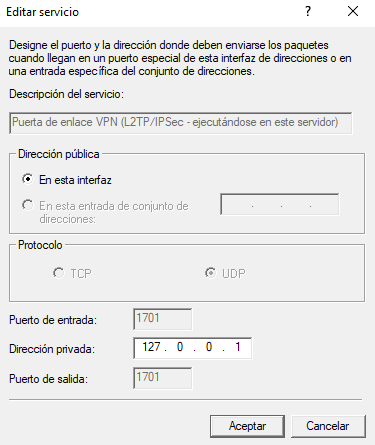 Editar servicio
Designe el puerto y la dirección donde deben enviarse los paquetes
cuando llegan en un puerto especial de esta interfaz de direcciones o en
una entrada específica del conjunto de direcciones.
Descripción del servicio:
Puerta de enlace VPN (L2TP/IPSec - ejecutándose en este servidor)
Dirección pública
En esta interfaz
En esta entrada de conjunto de
direcciones:
. . .
Protocolo
TCP UDP
Puerto de entrada: 1701
Dirección privada: 127 . 0 . 0 . 1
Puerto de salida: 1701
Aceptar Cancelar